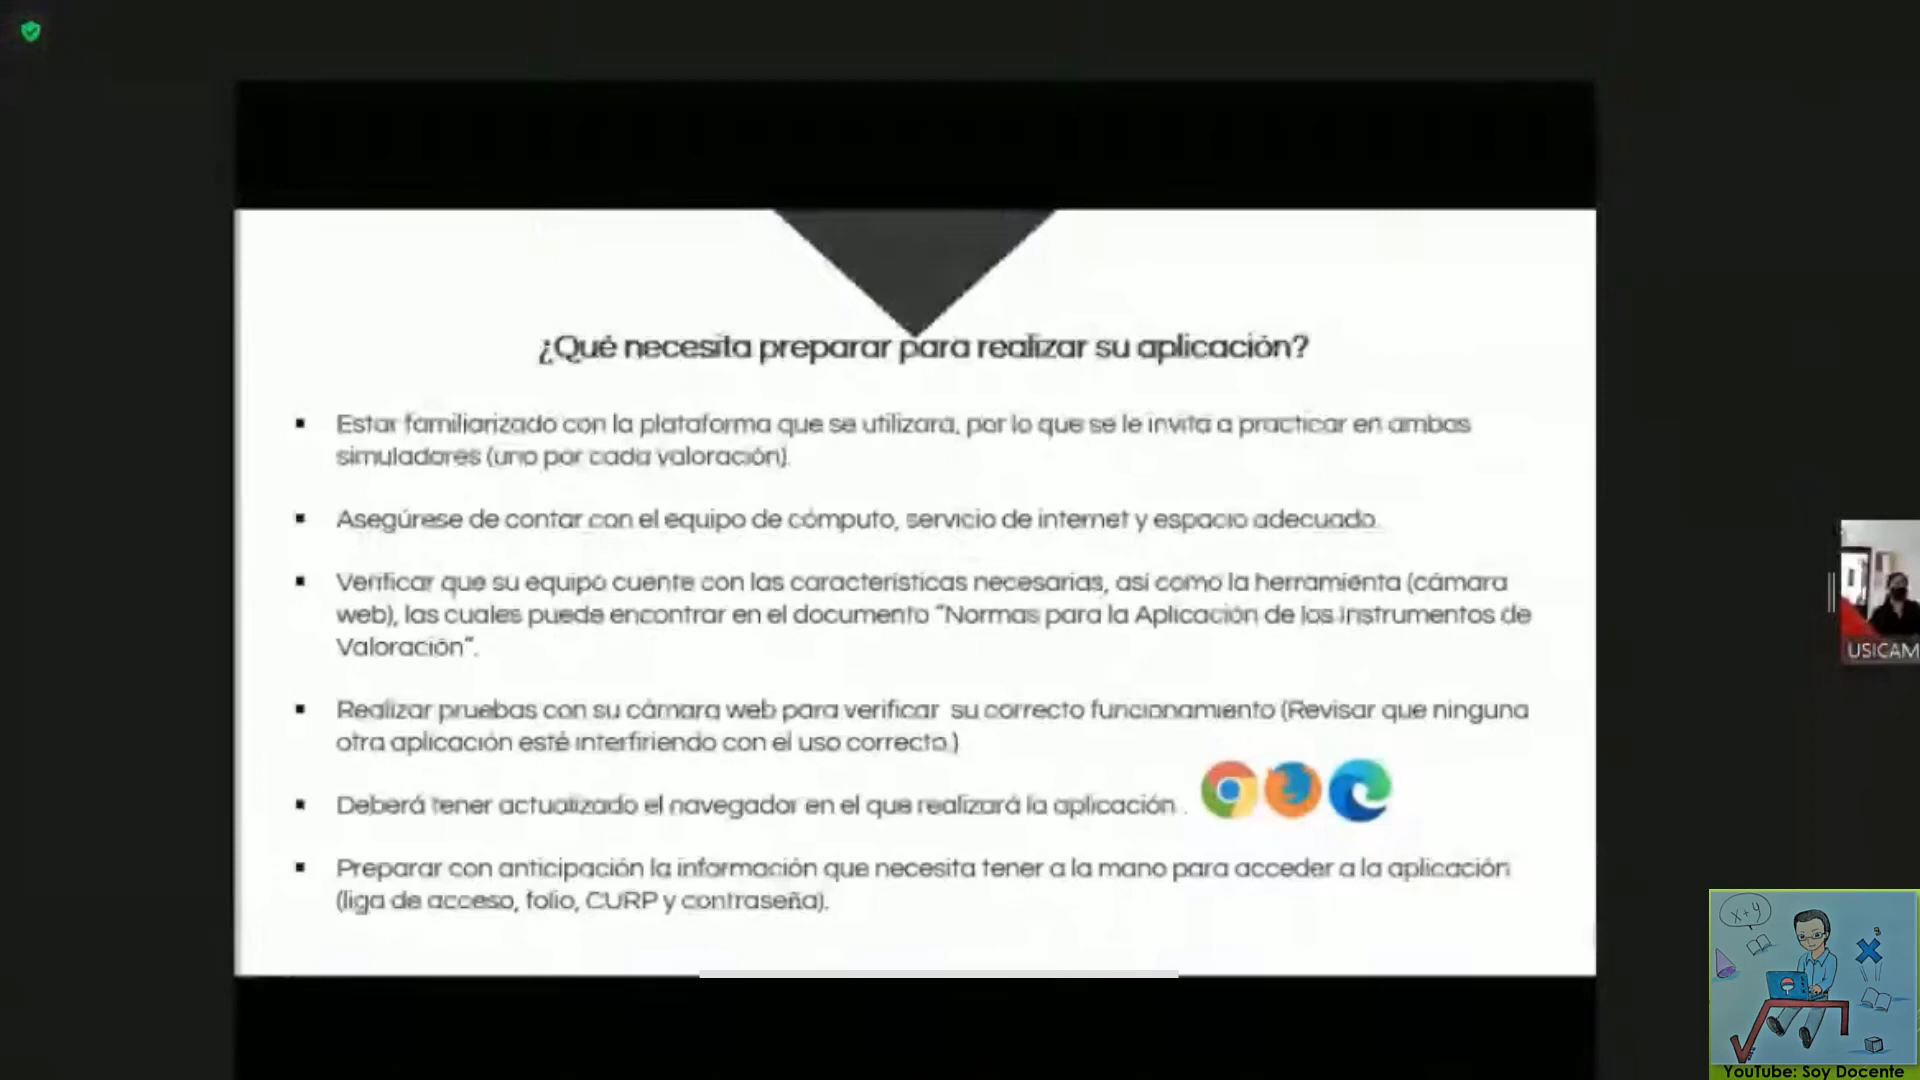 ¿Qué necesita preparar para realizar su aplicación?
▪ Estar familiarizado con la plataforma que se utilizara, por lo que se le invita a practicar en ambos
simuladores (uno por cada valoración).
▪ Asegúrese de contar con el equipo de cómputo, servicio de internet y espacio adecuado.
▪ Verificar que su equipo cuente con las características necesarias, así como la herramienta (cámara
web), las cuales puede encontrar en el documento “Normas para la Aplicación de los Instrumentos de
Valoración”.
▪ Realizar pruebas con su cámara web para verificar su correcto funcionamiento (Revisar que ninguna
otra aplicación esté interfiriendo con el uso correcto.)
▪ Deberá tener actualizado el navegador en el que realizará la aplicación .
▪ Preparar con anticipación la información que necesita tener a la mano para acceder a la aplicación
(liga de acceso, folio, CURP y contraseña).
USICAM
x+y
YouTube: Soy Docente